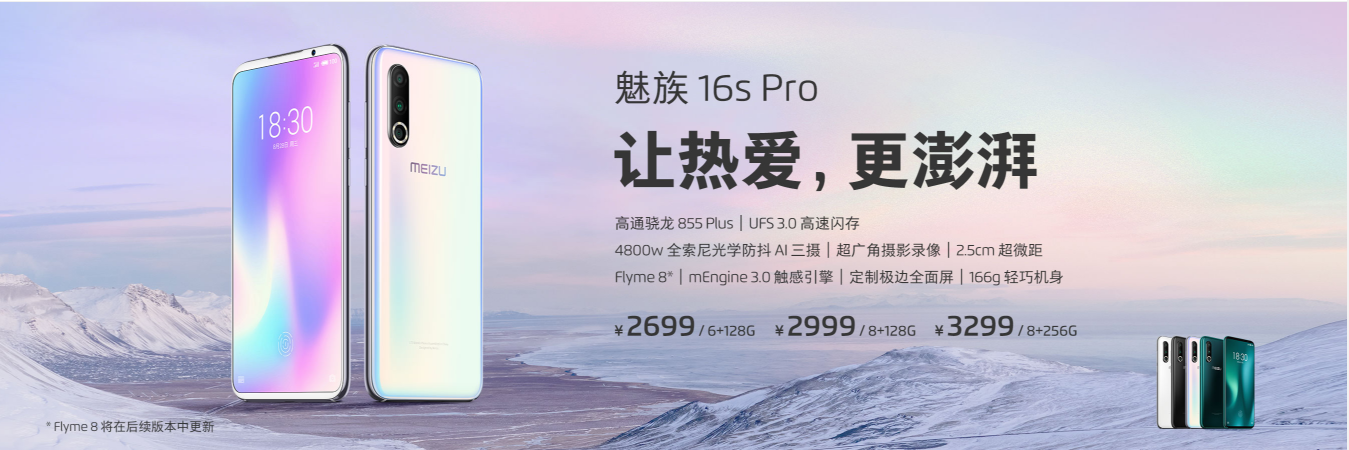 18:30
MEIZU
魅族 16s Pro
让热爱，更澎湃
高通骁龙 855 Plus｜UFS 3.0 高速闪存
4800w 全索尼光学防抖 AI 三摄｜超广角摄影录像｜2.5cm 超微距
Flyme 8*｜mEngine 3.0 触感引擎｜定制极边全面屏｜166g 轻巧机身
¥ 2699 / 6+128G ¥ 2999 / 8+128G ¥ 3299 / 8+256G
18:30
* Flyme 8 将在后续版本中更新